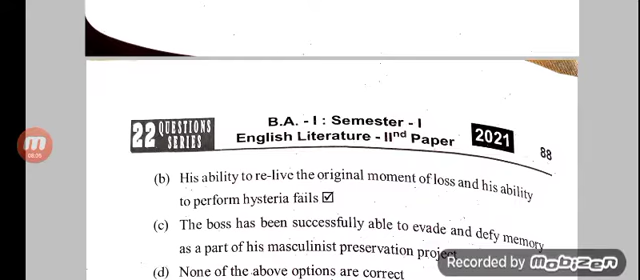 B.A. - I : Semester - I
22 QUESTIONS SERIES
English Literature - IInd Paper
2021
88
(b) His ability to re-live the original moment of loss and his ability
to perform hysteria fails ☑
(c) The boss has been successfully able to evade and defy memory
as a part of his masculinist preservation project
(d) None of the above options are correct
Recorded by mobizen